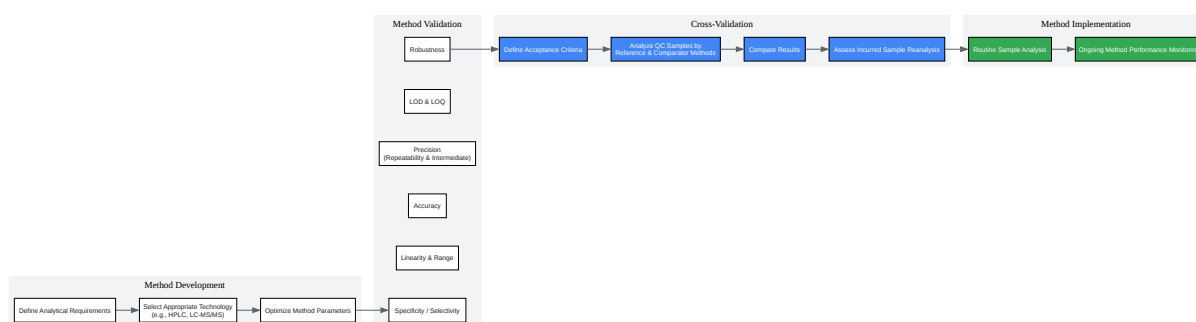 Method Validation
Robustness
LOD & LOQ
Precision
(Repeatability & Intermediate)
Accuracy
Linearity & Range
Specificity / Selectivity
Cross-Validation
Define Acceptance Criteria
Analyze QC Samples by
Reference & Comparator Methods
Compare Results
Assess Incurred Sample Reanalysis
Method Implementation
Routine Sample Analysis
Ongoing Method Performance Monitorin
Method Development
Define Analytical Requirements
Select Appropriate Technology
(e.g., HPLC, LC-MS/MS)
Optimize Method Parameters